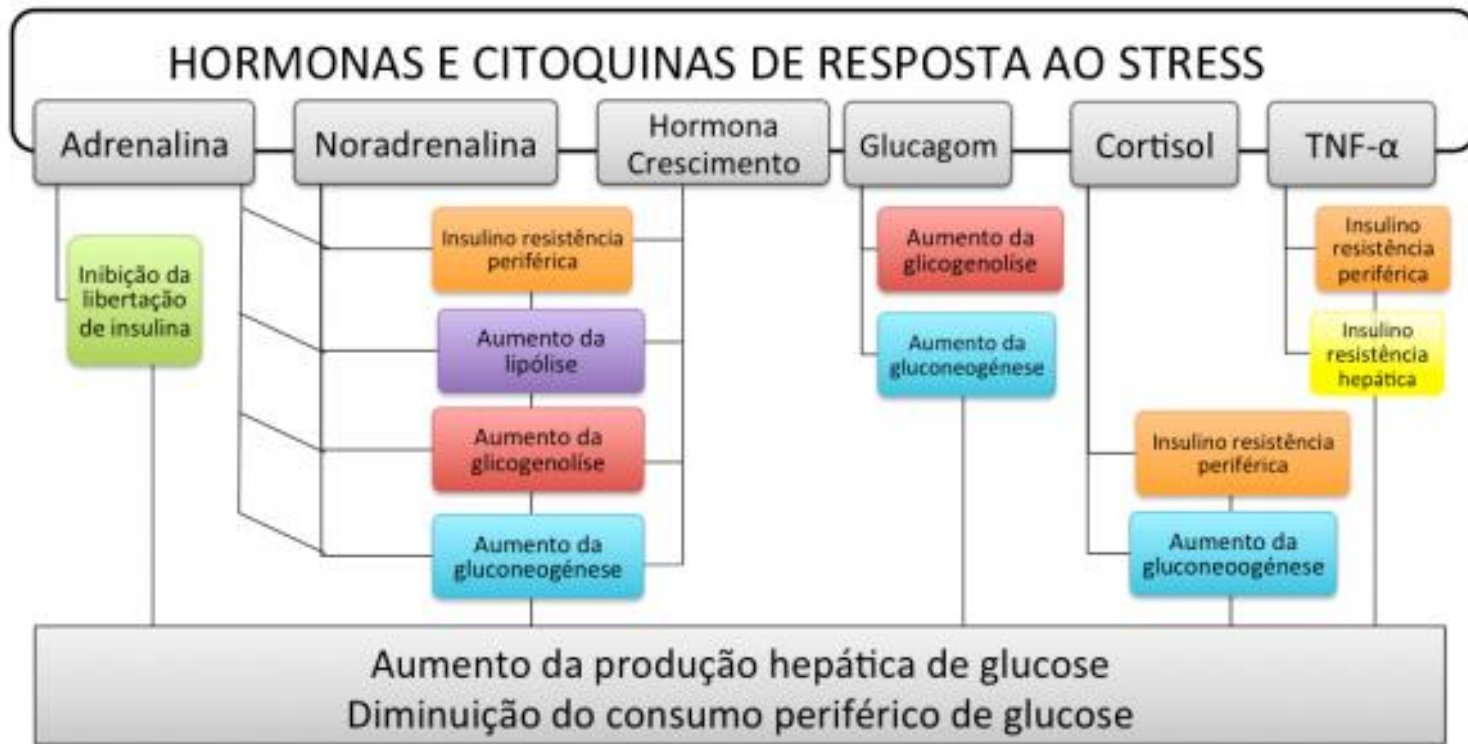 HORMONAS E CITOQUINAS DE RESPOSTA AO STRESS
Adrenalina
Noradrenalina
Hormona
Crescimento
Glucagom
Cortisol
TNF-α
Inibição da
libertação
de insulina
Insulino resistência
periférica
Aumento da
lipólise
Aumento da
glicogenolíse
Aumento da
gluconeogénese
Aumento da
glicogenolíse
Aumento da
gluconeogénese
Insulino resistência
periférica
Aumento da
gluconeoogénese
Insulino
resistência
periférica
Insulino
resistência
hepática
Aumento da produção hepática de glucose
Diminuição do consumo periférico de glucose